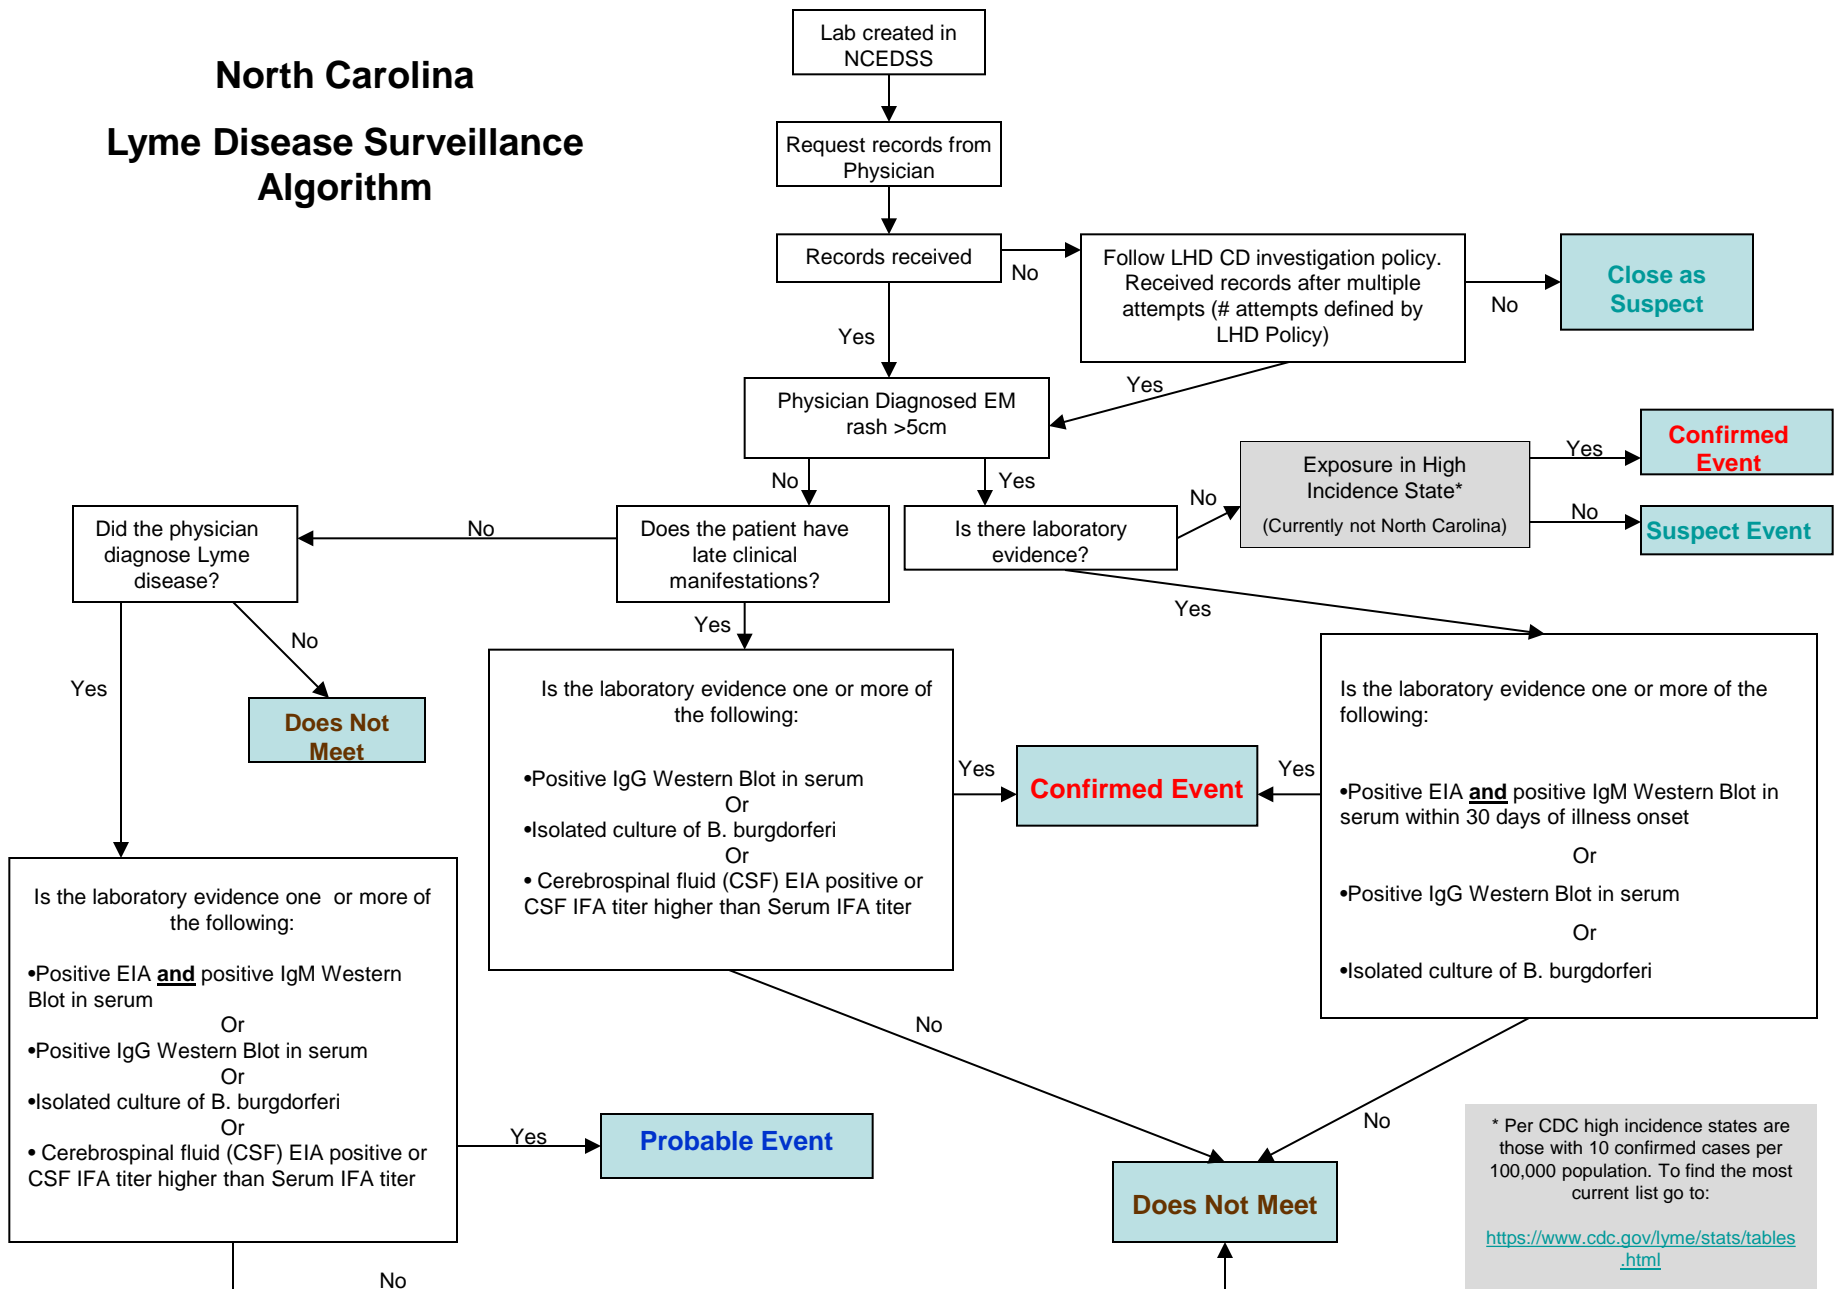 North Carolina
Lyme Disease Surveillance
Algorithm
Lab created in
NCEDSS
Request records from
Physician
Records received
No
Follow LHD CD investigation policy.
Received records after multiple
attempts (# attempts defined by
LHD Policy)
No
Close as
Suspect
Yes
Yes
Physician Diagnosed EM
rash >5cm
No
Yes
Exposure in High
Incidence State*
(Currently not North Carolina)
Yes
Confirmed
Event
No
Suspect Event
Did the physician
diagnose Lyme
disease?
No
Does the patient have
late clinical
manifestations?
Is there laboratory
evidence?
No
Yes
No
Does Not
Meet
Yes
Yes
Is the laboratory evidence one or more of
the following:
•Positive IgG Western Blot in serum
Or
•Isolated culture of B. burgdorferi
Or
• Cerebrospinal fluid (CSF) EIA positive or
CSF IFA titer higher than Serum IFA titer
Yes
Confirmed Event
Yes
Is the laboratory evidence one or more of the
following:
•Positive EIA and positive IgM Western Blot in
serum within 30 days of illness onset
Or
•Positive IgG Western Blot in serum
Or
•Isolated culture of B. burgdorferi
Is the laboratory evidence one or more of
the following:
•Positive EIA and positive IgM Western
Blot in serum
Or
•Positive IgG Western Blot in serum
Or
•Isolated culture of B. burgdorferi
Or
• Cerebrospinal fluid (CSF) EIA positive or
CSF IFA titer higher than Serum IFA titer
Yes
Probable Event
No
No
Does Not Meet
No
* Per CDC high incidence states are
those with 10 confirmed cases per
100,000 population. To find the most
current list go to:
https://www.cdc.gov/lyme/stats/tables
.html